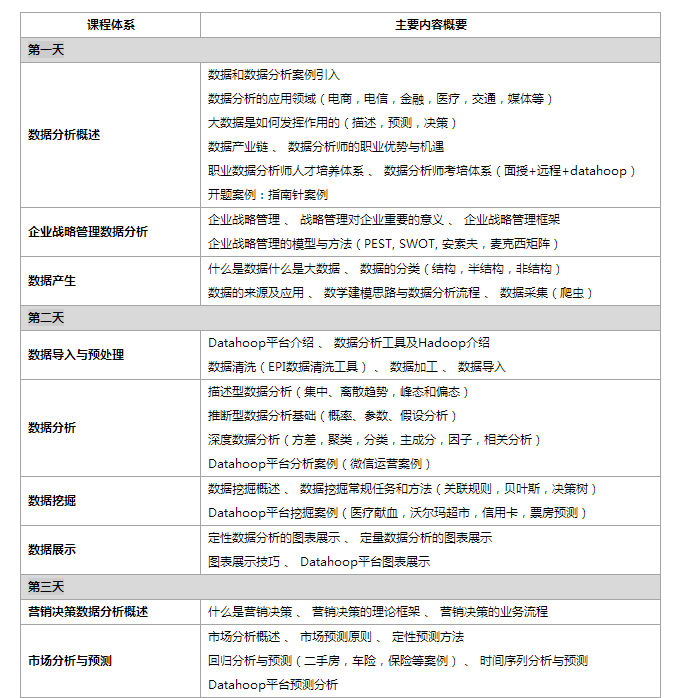 课程体系 主要内容概要
第一天
数据分析概述
数据和数据分析案例引入
数据分析的应用领域（电商，电信，金融，医疗，交通，媒体等）
大数据是如何发挥作用的（描述，预测，决策）
数据产业链 、 数据分析师的职业优势与机遇
职业数据分析师人才培养体系 、 数据分析师考培体系（面授+远程+datahoop）
开题案例：指南针案例
企业战略管理数据分析
企业战略管理 、 战略管理对企业重要的意义 、 企业战略管理框架
企业战略管理的模型与方法（PEST, SWOT, 安索夫，麦克西矩阵）
数据产生
什么是数据什么是大数据 、 数据的分类（结构，半结构，非结构）
数据的来源及应用 、 数学建模思路与数据分析流程 、 数据采集（爬虫）
第二天
数据导入与预处理
Datahoop平台介绍 、 数据分析工具及Hadoop介绍
数据清洗（EPI数据清洗工具） 、 数据加工 、 数据导入
数据分析
描述型数据分析（集中、离散趋势，峰态和偏态）
推断型数据分析基础（概率、参数、假设分析）
深度数据分析（方差，聚类，分类，主成分，因子，相关分析）
Datahoop平台分析案例（微信运营案例）
数据挖掘
数据挖掘概述 、 数据挖掘常规任务和方法（关联规则，贝叶斯，决策树）
Datahoop平台挖掘案例（医疗献血，沃尔玛超市，信用卡，票房预测）
数据展示
定性数据分析的图表展示 、 定量数据分析的图表展示
图表展示技巧 、 Datahoop平台图表展示
第三天
营销决策数据分析概述
什么是营销决策 、 营销决策的理论框架 、 营销决策的业务流程
市场分析与预测
市场分析概述 、 市场预测原则 、 定性预测方法
回归分析与预测（二手房，车险，保险等案例） 、 时间序列分析与预测
Datahoop平台预测分析